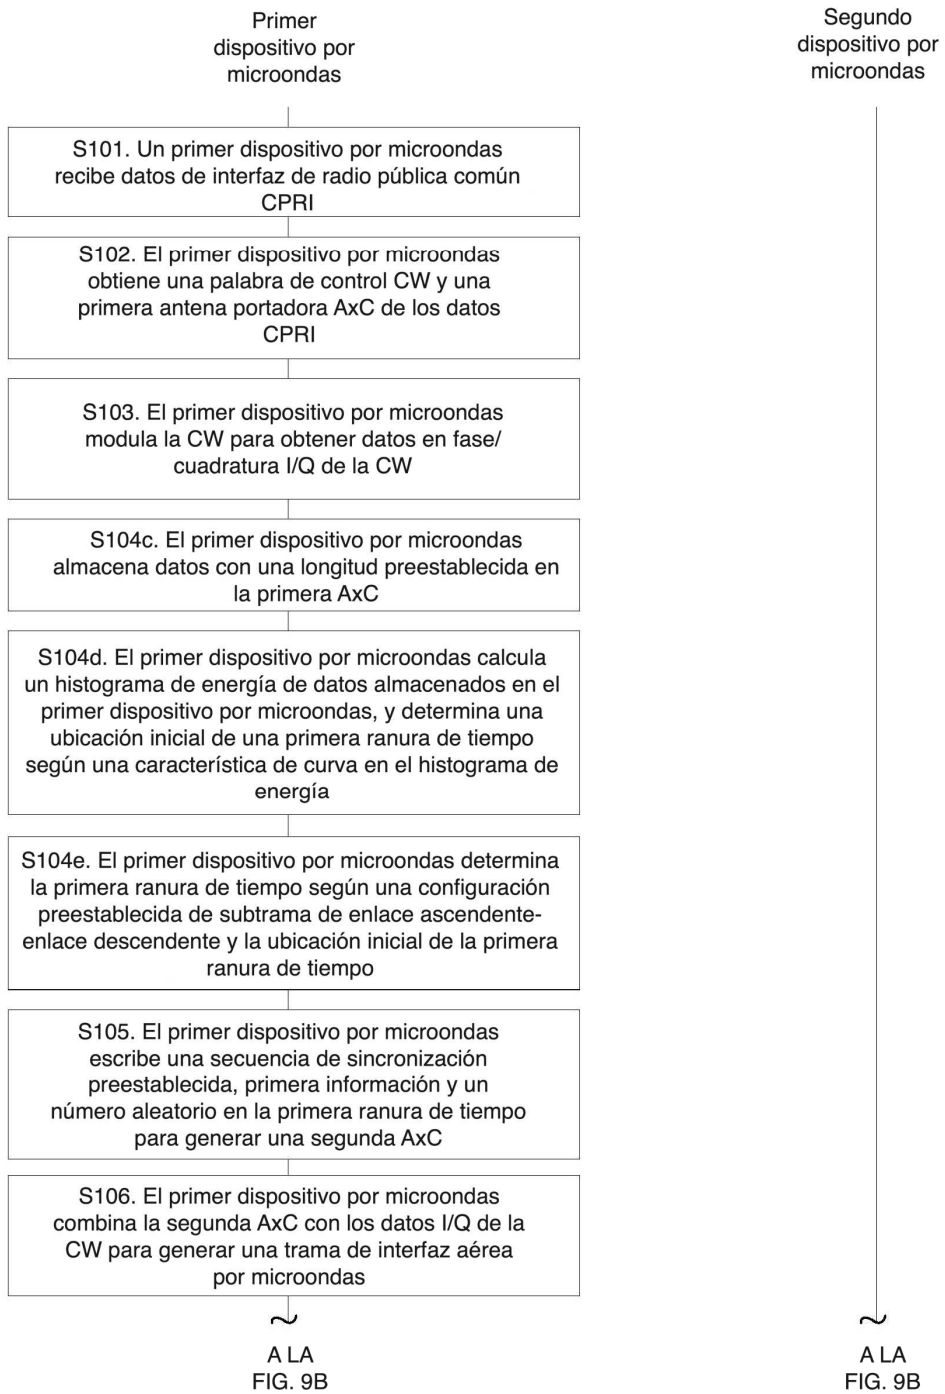 Primer
dispositivo por
microondas
Segundo
dispositivo por
microondas
S101. Un primer dispositivo por microondas
recibe datos de interfaz de radio pública común
CPRI
S102. El primer dispositivo por microondas
obtiene una palabra de control CW y una
primera antena portadora AxC de los datos
CPRI
S103. El primer dispositivo por microondas
modula la CW para obtener datos en fase/
cuadratura I/Q de la CW
S104c. El primer dispositivo por microondas
almacena datos con una longitud preestablecida en
la primera AxC
S104d. El primer dispositivo por microondas calcula
un histograma de energía de datos almacenados en el
primer dispositivo por microondas, y determina una
ubicación inicial de una primera ranura de tiempo
según una característica de curva en el histograma de
energía
S104e. El primer dispositivo por microondas determina
la primera ranura de tiempo según una configuración
preestablecida de subtrama de enlace ascendente-
enlace descendente y la ubicación inicial de la primera
ranura de tiempo
S105. El primer dispositivo por microondas
escribe una secuencia de sincronización
preestablecida, primera información y un
número aleatorio en la primera ranura de tiempo
para generar una segunda AxC
S106. El primer dispositivo por microondas
combina la segunda AxC con los datos I/Q de la
CW para generar una trama de interfaz aérea
por microondas
A LA
FIG. 9B
A LA
FIG. 9B